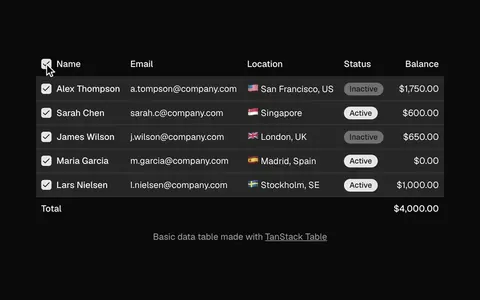 Name Email Location Status Balance
Alex Thompson a.tompson@company.com San Francisco, US Inactive $1,750.00
Sarah Chen sarah.c@company.com Singapore Active $600.00
James Wilson j.wilson@company.com London, UK Inactive $650.00
Maria Garcia m.garcia@company.com Madrid, Spain Active $0.00
Lars Nielsen l.nielsen@company.com Stockholm, SE Active $1,000.00
Total $4,000.00
Basic data table made with TanStack Table